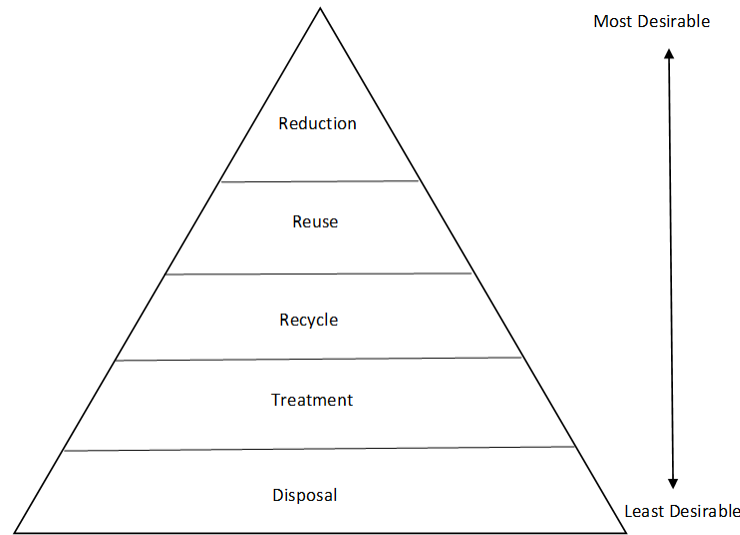 Most Desirable
Reduction
Reuse
Recycle
Treatment
Disposal
Least Desirable